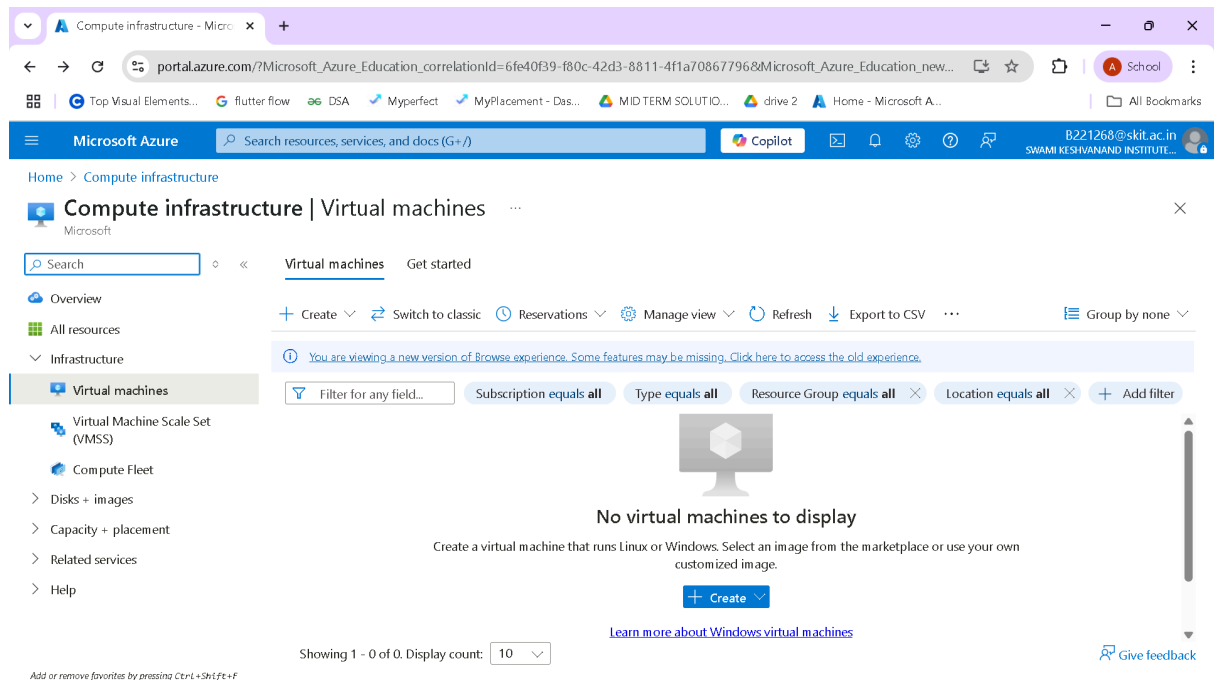 Compute infrastructure - Micro
portal.azure.com/?Microsoft_Azure_Education_correlationId=6fe40f39-f80c-42d3-8811-4f1a70867796&Microsoft_Azure_Education_new...
A School
Top Visual Elements... flutter flow DSA Myperfect MyPlacement - Das... MID TERM SOLUTIO... drive 2 Home - Microsoft A... All Bookmarks
Microsoft Azure Search resources, services, and docs (G+/) Copilot B221268@skit.ac.in
SWAMI KESHVANAND INSTITUTE...
Home > Compute infrastructure
Compute infrastructure | Virtual machines ...
Microsoft
Search
Virtual machines Get started
Overview
All resources
Infrastructure
Virtual machines
Virtual Machine Scale Set
(VMSS)
Compute Fleet
Disks + images
Capacity + placement
Related services
Help
Create Switch to classic Reservations Manage view Refresh Export to CSV ... Group by none
You are viewing a new version of Browse experience. Some features may be missing. Click here to access the old experience.
Filter for any field... Subscription equals all Type equals all Resource Group equals all Location equals all Add filter
No virtual machines to display
Create a virtual machine that runs Linux or Windows. Select an image from the marketplace or use your own
customized image.
+ Create
Learn more about Windows virtual machines
Showing 1 - 0 of 0. Display count: 10
Give feedback
Add or remove favorites by pressing Ctrl+Shift+F